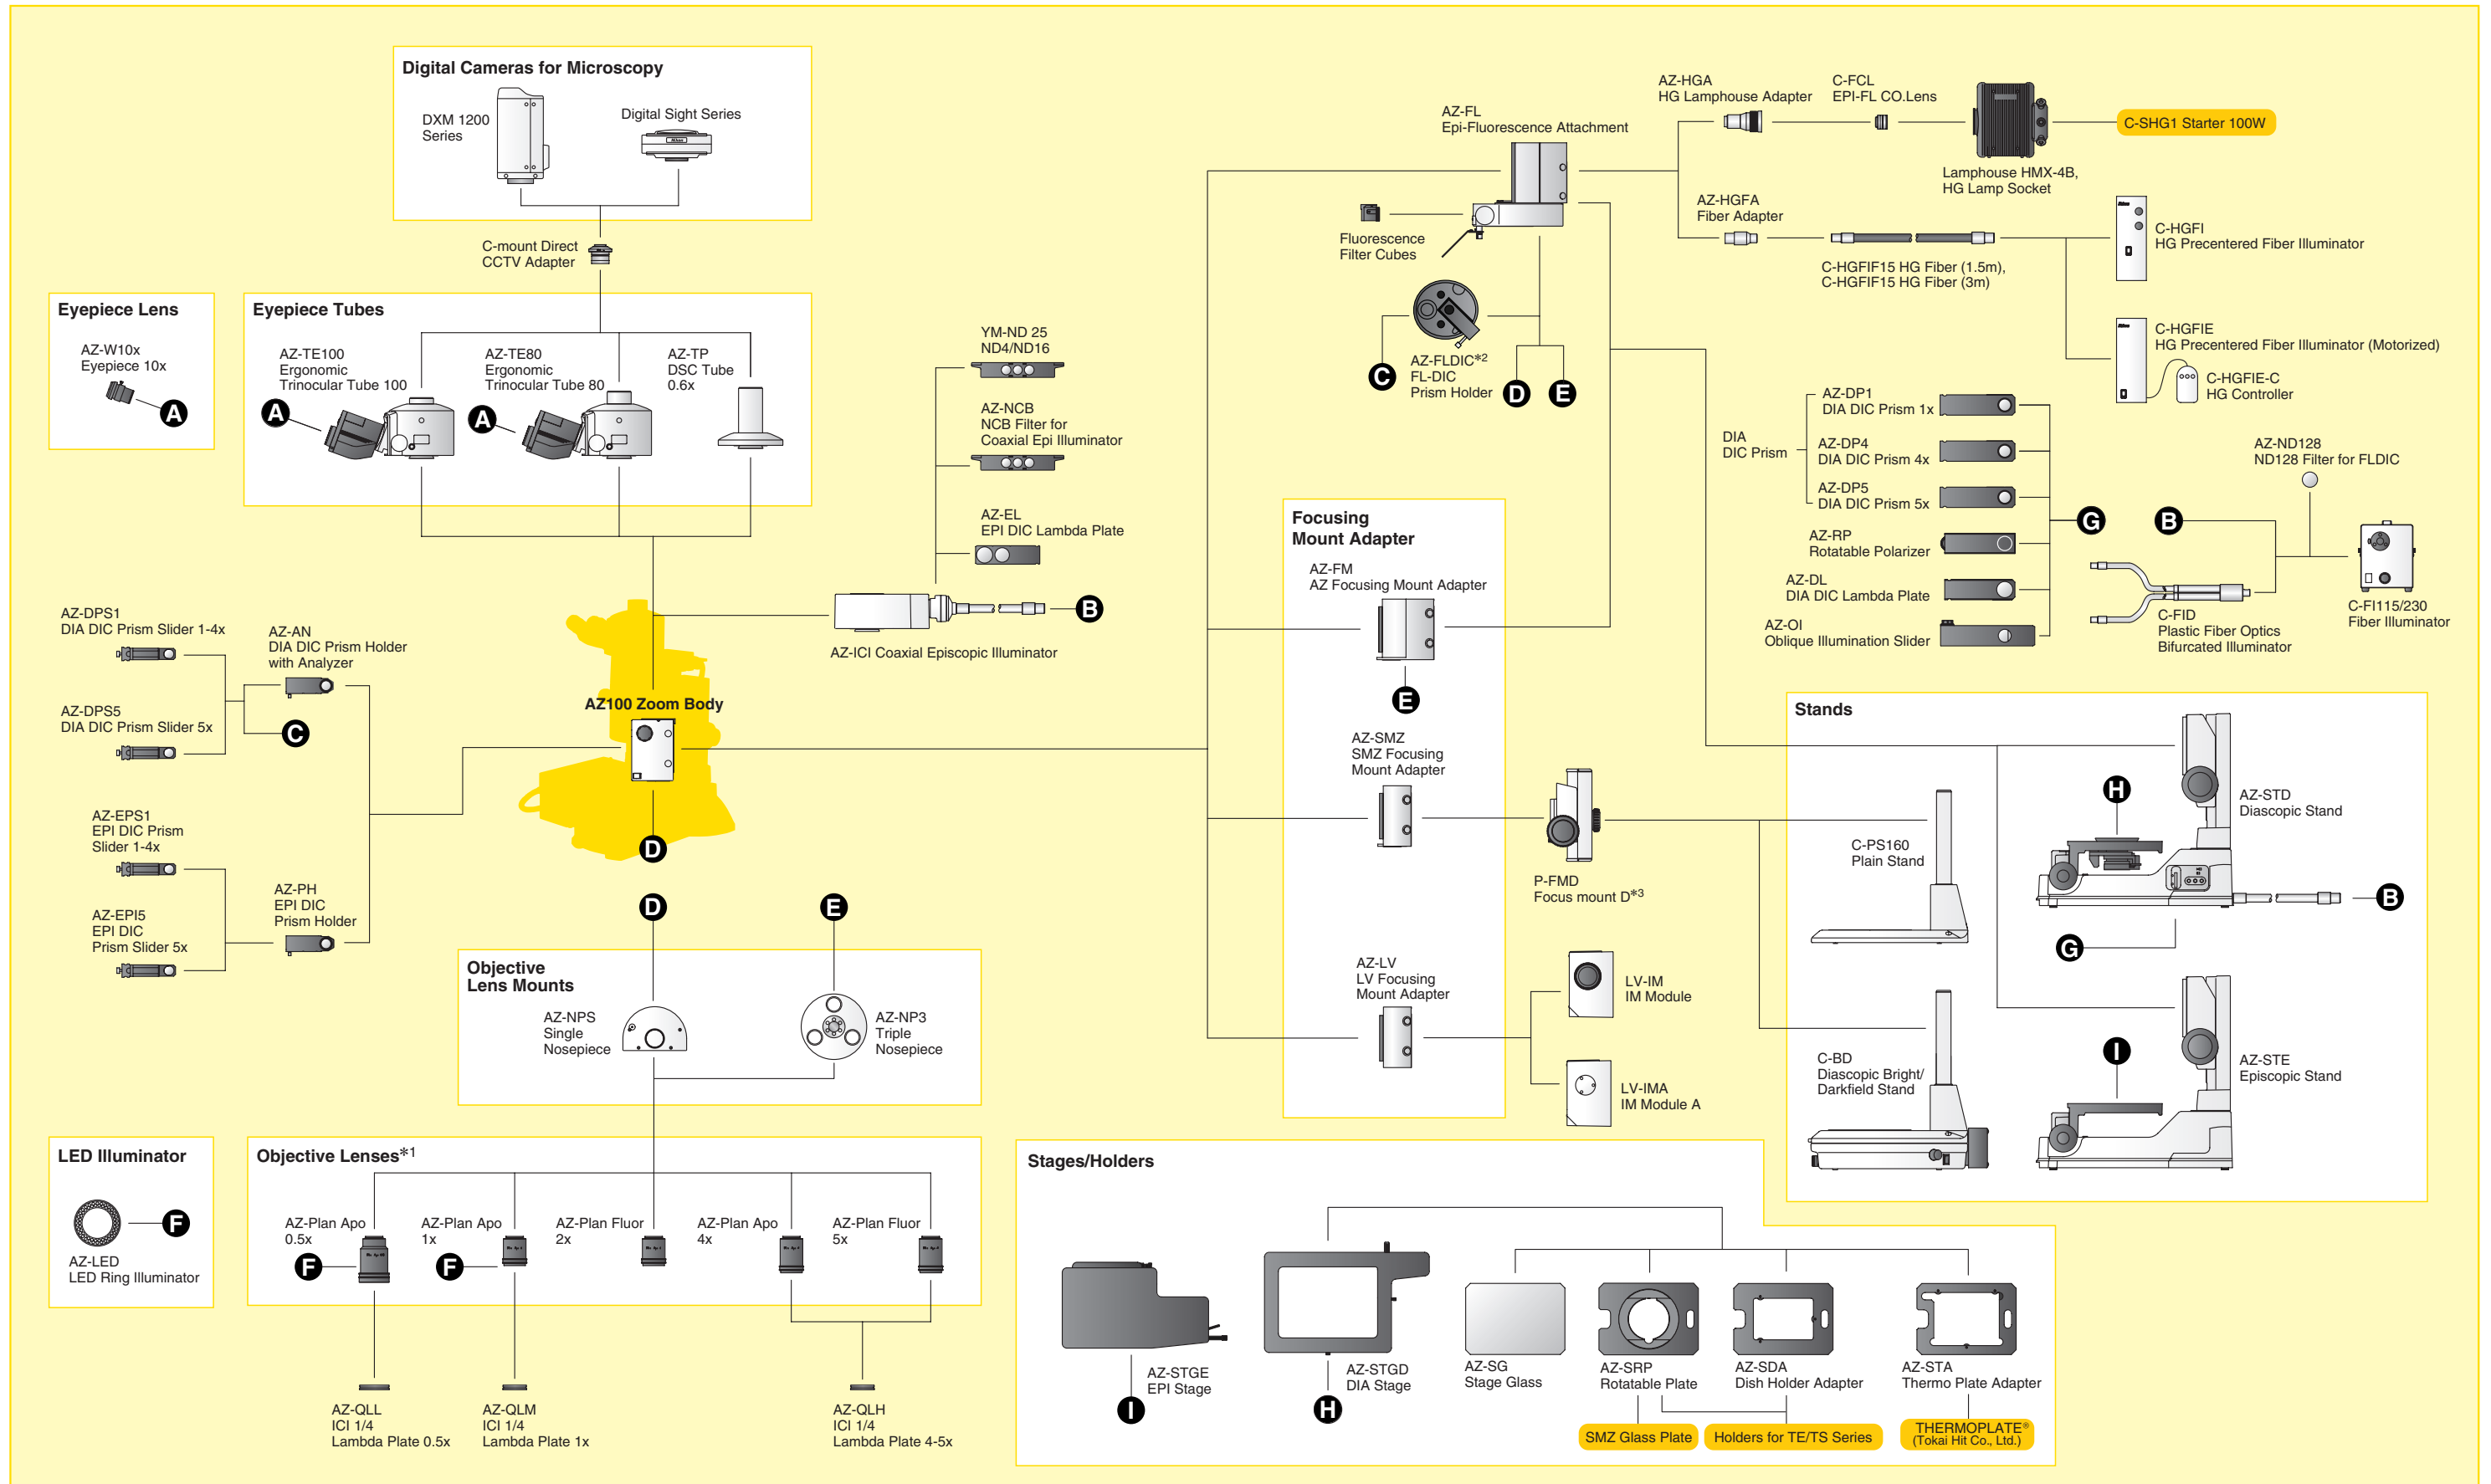 Digital Cameras for Microscopy
DXM 1200
Series
Digital Sight Series
C-mount Direct
CCTV Adapter
Eyepiece Lens
AZ-W10x
Eyepiece 10x
A
Eyepiece Tubes
AZ-TE100
Ergonomic
Trinocular Tube 100
A
AZ-TE80
Ergonomic
Trinocular Tube 80
A
AZ-TP
DSC Tube
0.6x
YM-ND 25
ND4/ND16
AZ-NCB
NCB Filter for
Coaxial Epi Illuminator
AZ-EL
EPI DIC Lambda Plate
B
AZ-ICI Coaxial Episcopic Illuminator
AZ-DPS1
DIA DIC Prism Slider 1-4x
AZ-AN
DIA DIC Prism Holder
with Analyzer
AZ-DPS5
DIA DIC Prism Slider 5x
C
AZ-EPS1
EPI DIC Prism
Slider 1-4x
AZ-EPI5
EPI DIC
Prism Slider 5x
AZ-PH
EPI DIC
Prism Holder
AZ100 Zoom Body
D
D
E
Objective
Lens Mounts
AZ-NPS
Single
Nosepiece
AZ-NP3
Triple
Nosepiece
LED Illuminator
F
AZ-LED
LED Ring Illuminator
Objective Lenses*1
AZ-Plan Apo
0.5x
F
AZ-Plan Apo
1x
F
AZ-Plan Fluor
2x
AZ-Plan Apo
4x
AZ-Plan Fluor
5x
AZ-QLL
ICI 1/4
Lambda Plate 0.5x
AZ-QLM
ICI 1/4
Lambda Plate 1x
AZ-QLH
ICI 1/4
Lambda Plate 4-5x
AZ-FL
Epi-Fluorescence Attachment
Fluorescence
Filter Cubes
C
AZ-FLDIC*2
FL-DIC
Prism Holder
D
E
AZ-HGA
HG Lamphouse Adapter
C-FCL
EPI-FL CO.Lens
C-SHG1 Starter 100W
Lamphouse HMX-4B,
HG Lamp Socket
AZ-HGFA
Fiber Adapter
C-HGFIF15 HG Fiber (1.5m),
C-HGFIF15 HG Fiber (3m)
C-HGFI
HG Precentered Fiber Illuminator
C-HGFIE
HG Precentered Fiber Illuminator (Motorized)
C-HGFIE-C
HG Controller
DIA
DIC Prism
AZ-DP1
DIA DIC Prism 1x
AZ-DP4
DIA DIC Prism 4x
AZ-DP5
DIA DIC Prism 5x
AZ-RP
Rotatable Polarizer
AZ-DL
DIA DIC Lambda Plate
AZ-OI
Oblique Illumination Slider
G
B
AZ-ND128
ND128 Filter for FLDIC
C-FID
Plastic Fiber Optics
Bifurcated Illuminator
C-FI115/230
Fiber Illuminator
Focusing
Mount Adapter
AZ-FM
AZ Focusing Mount Adapter
E
AZ-SMZ
SMZ Focusing
Mount Adapter
P-FMD
Focus mount D*3
AZ-LV
LV Focusing
Mount Adapter
LV-IM
IM Module
LV-IMA
IM Module A
Stands
C-PS160
Plain Stand
H
AZ-STD
Diascopic Stand
B
G
C-BD
Diascopic Bright/
Darkfield Stand
I
AZ-STE
Episcopic Stand
Stages/Holders
AZ-STGE
EPI Stage
I
AZ-STGD
DIA Stage
H
AZ-SG
Stage Glass
AZ-SRP
Rotatable Plate
AZ-SDA
Dish Holder Adapter
AZ-STA
Thermo Plate Adapter
SMZ Glass Plate
Holders for TE/TS Series
THERMOPLATE®
(Tokai Hit Co., Ltd.)